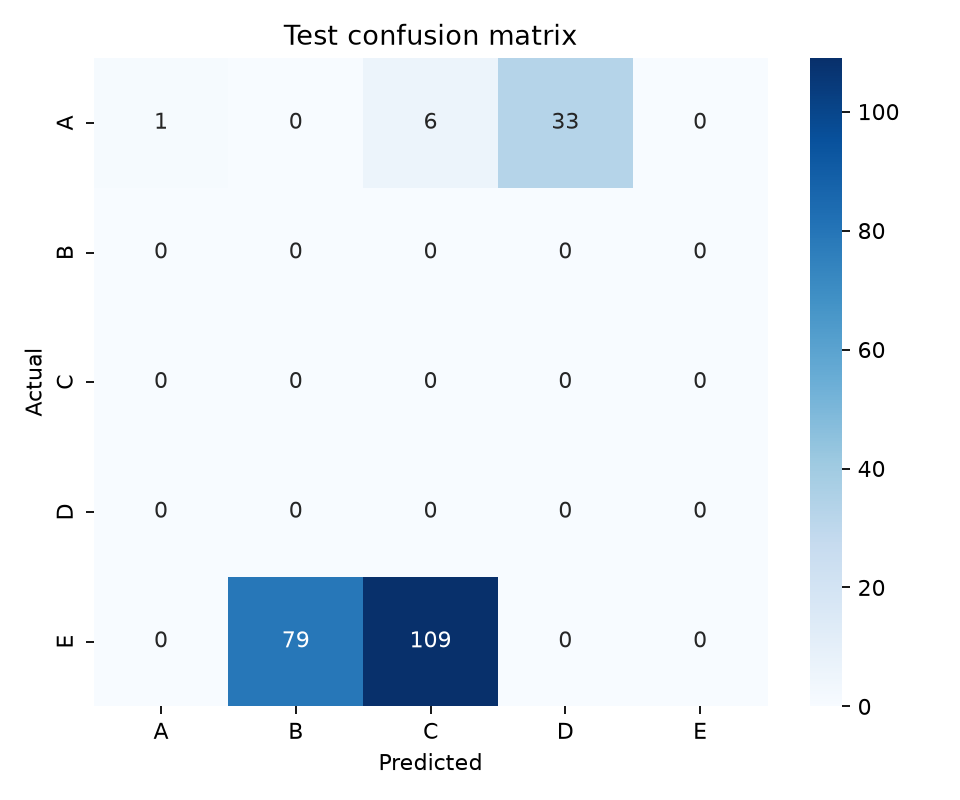 Test confusion matrix
A 1 0 6 33 0
B 0 0 0 0 0
C 0 0 0 0 0
D 0 0 0 0 0
E 0 79 109 0 0
A B C D E
Predicted
Actual
100
80
60
40
20
0